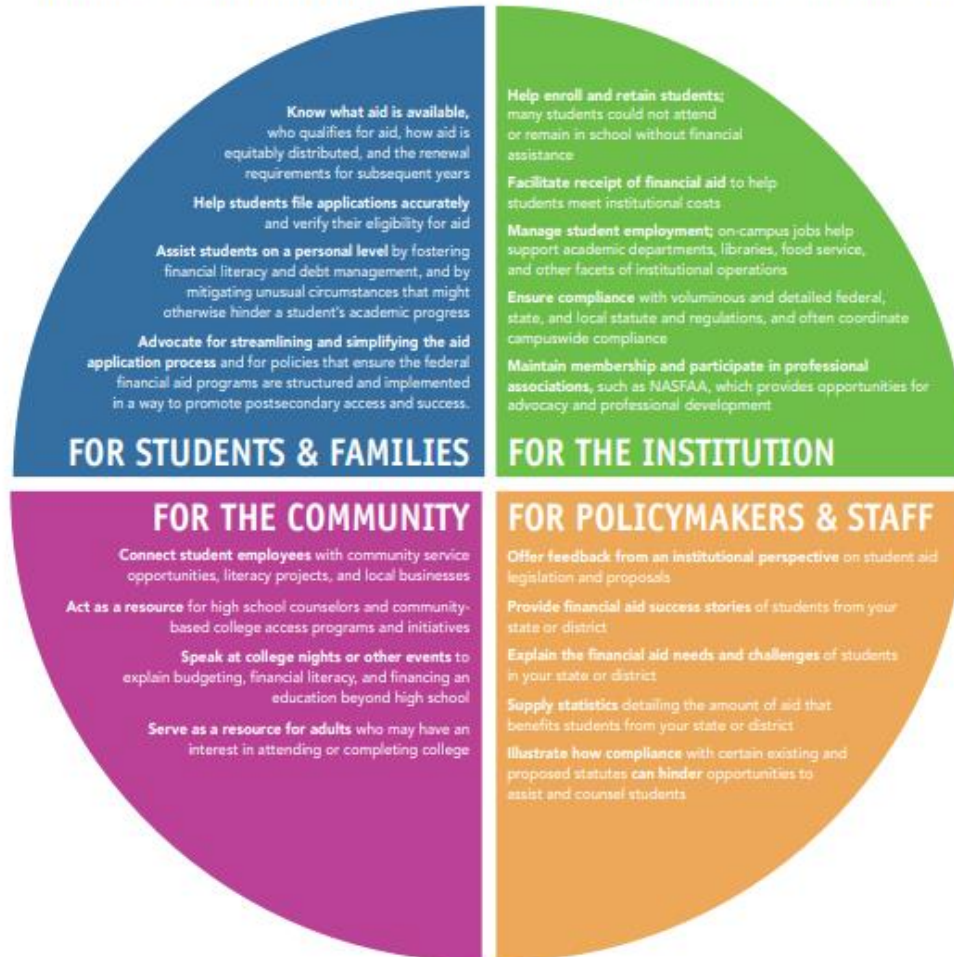 Know what aid is available,
who qualifies for aid, how aid is
equitably distributed, and the renewal
requirements for subsequent years
Help students file applications accurately
and verify their eligibility for aid
Assist students on a personal level by fostering
financial literacy and debt management, and by
mitigating unusual circumstances that might
otherwise hinder a student's academic progress
Advocate for streamlining and simplifying the aid
application process and for policies that ensure the federal
financial aid programs are structured and implemented
in a way to promote postsecondary access and success.
FOR STUDENTS & FAMILIES
Help enroll and retain students;
many students could not attend
or remain in school without financial
assistance
Facilitate receipt of financial aid to help
students meet institutional costs
Manage student employment; on-campus jobs help
support academic departments, libraries, food service,
and other facets of institutional operations
Ensure compliance with voluminous and detailed federal,
state, and local statute and regulations, and often coordinate
campuswide compliance
Maintain membership and participate in professional
associations, such as NASFAA, which provides opportunities for
advocacy and professional development
FOR THE INSTITUTION
FOR THE COMMUNITY
Connect student employees with community service
opportunities, literacy projects, and local businesses
Act as a resource for high school counselors and community-
based college access programs and initiatives
Speak at college nights or other events to
explain budgeting, financial literacy, and financing an
education beyond high school
Serve as a resource for adults who may have an
interest in attending or completing college
FOR POLICYMAKERS & STAFF
Offer feedback from an institutional perspective on student aid
legislation and proposals
Provide financial aid success stories of students from your
state or district
Explain the financial aid needs and challenges of students
in your state or district
Supply statistics detailing the amount of aid that
benefits students from your state or district
Illustrate how compliance with certain existing and
proposed statutes can hinder opportunities to
assist and counsel students